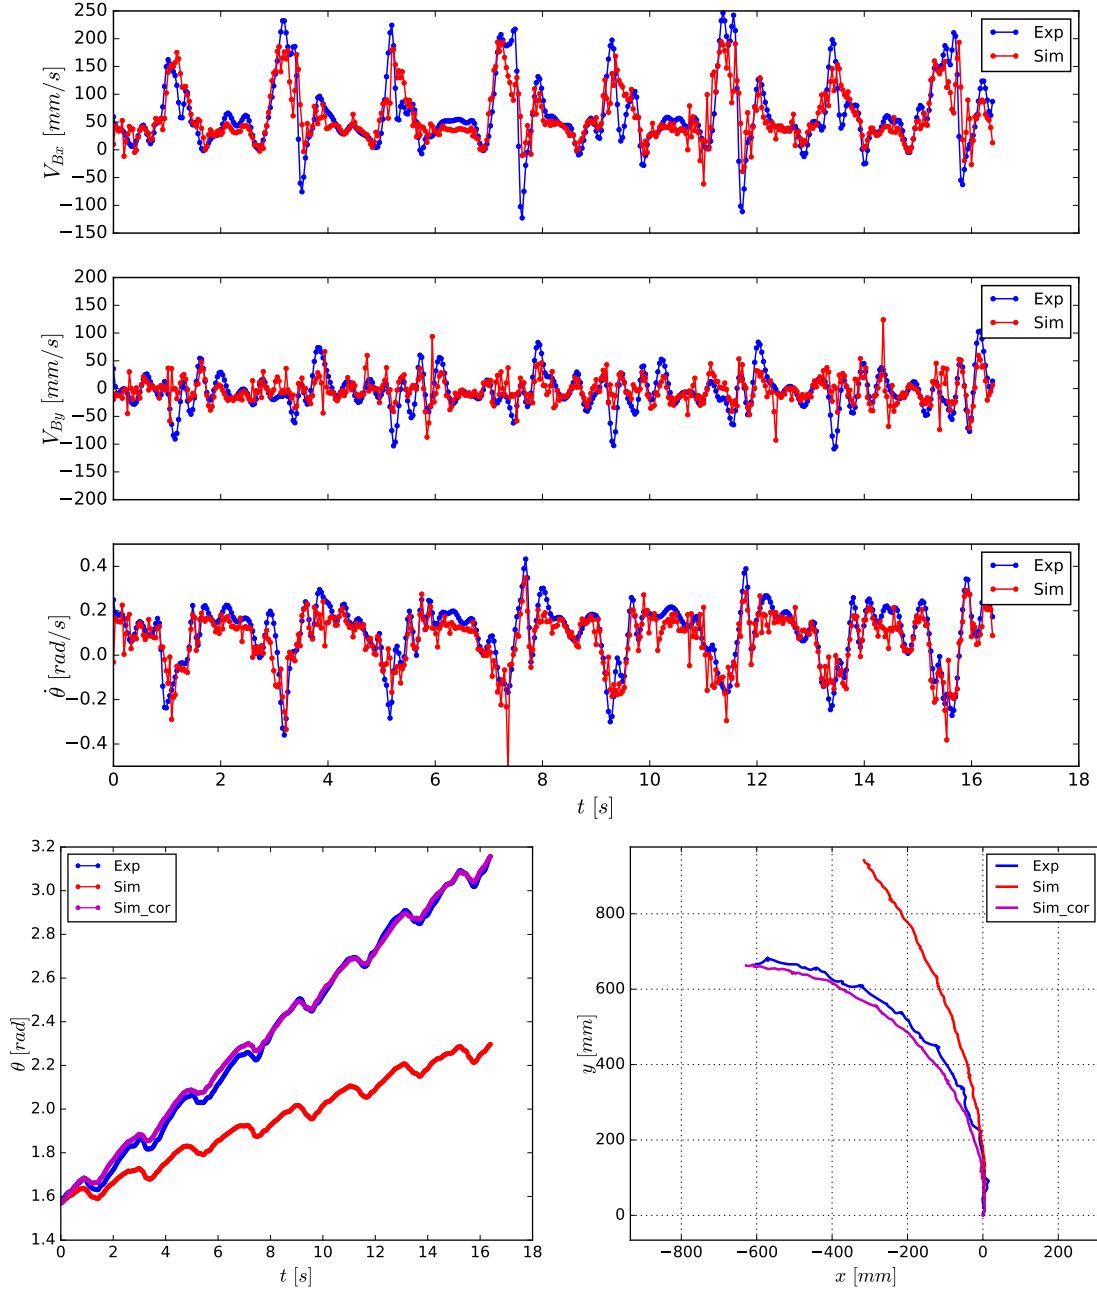 250
200
150
100
50
0
−50
−100
−150
V_{Bx} [mm/s]
Exp
Sim
200
150
100
50
0
−50
−100
−150
−200
V_{By} [mm/s]
Exp
Sim
0.4
0.2
0.0
−0.2
−0.4
θ̇ [rad/s]
Exp
Sim
0 2 4 6 8 10 12 14 16 18
t [s]
3.2
3.0
2.8
2.6
2.4
2.2
2.0
1.8
1.6
1.4
θ [rad]
Exp
Sim
Sim_cor
0 2 4 6 8 10 12 14 16 18
t [s]
800
600
400
200
0
y [mm]
Exp
Sim
Sim_cor
−800 −600 −400 −200 0 200
x [mm]